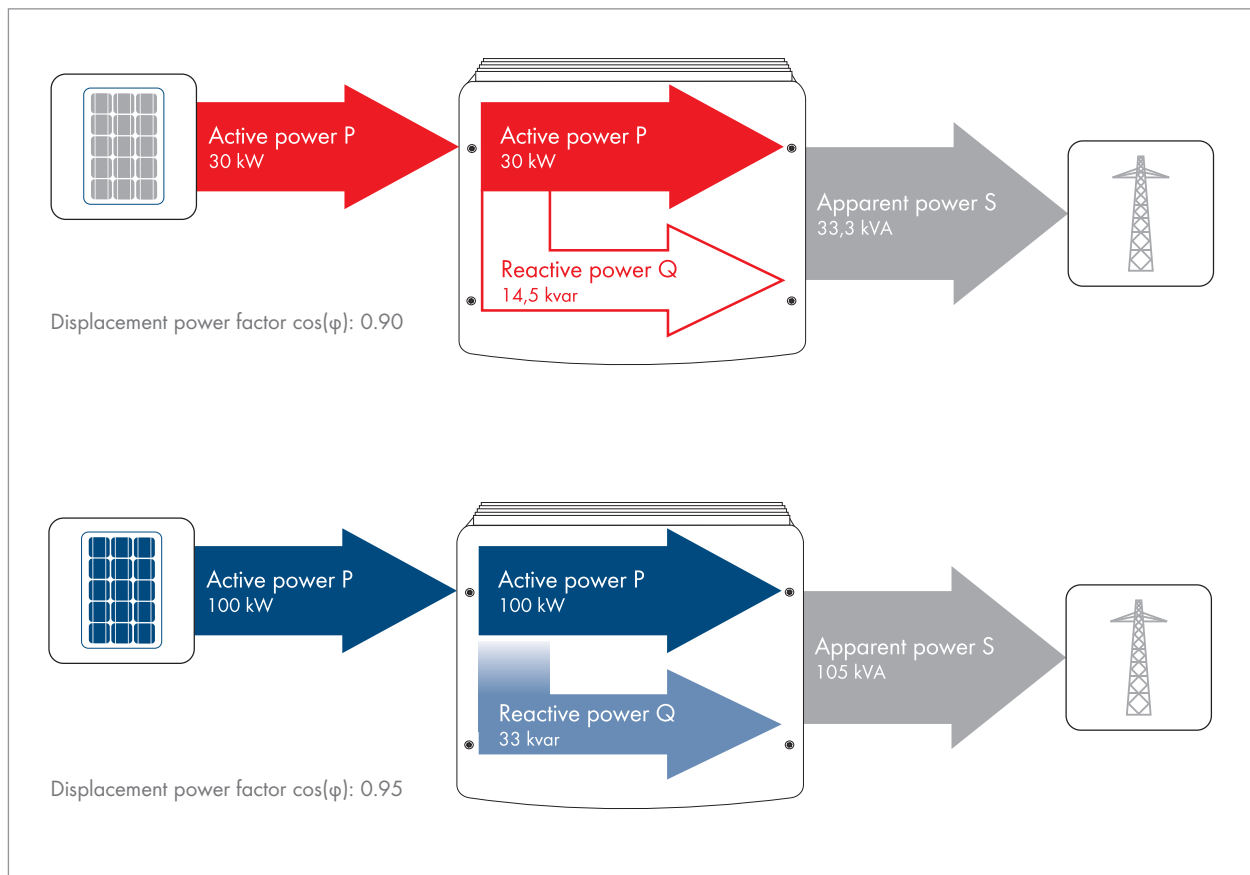 Active power P
30 kW
Active power P
30 kW
Apparent power S
33,3 kVA
Reactive power Q
14,5 kvar
Displacement power factor cos(φ): 0.90
Active power P
100 kW
Active power P
100 kW
Apparent power S
105 kVA
Reactive power Q
33 kvar
Displacement power factor cos(φ): 0.95